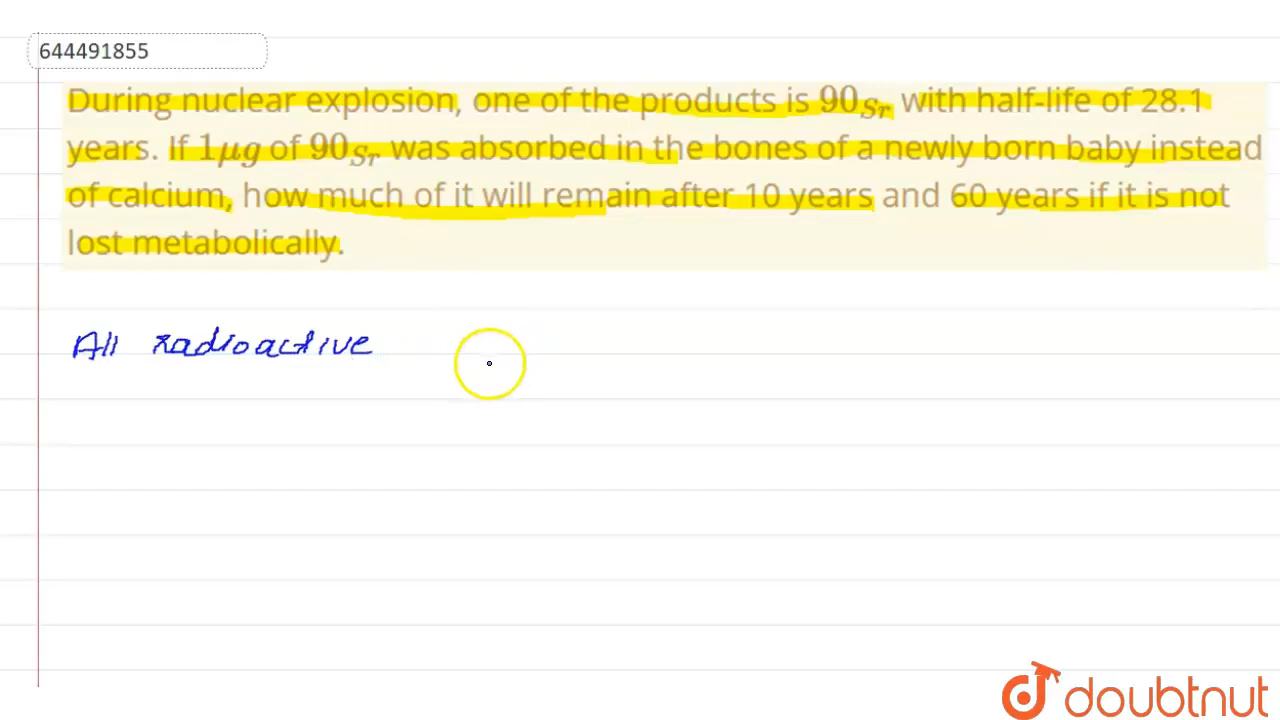 644491855
During nuclear explosion, one of the products is 90Sr with half-life of 28.1
years. If 1μg of 90Sr was absorbed in the bones of a newly born baby instead
of calcium, how much of it will remain after 10 years and 60 years if it is not
lost metabolically.
All radioactive
doubtnut